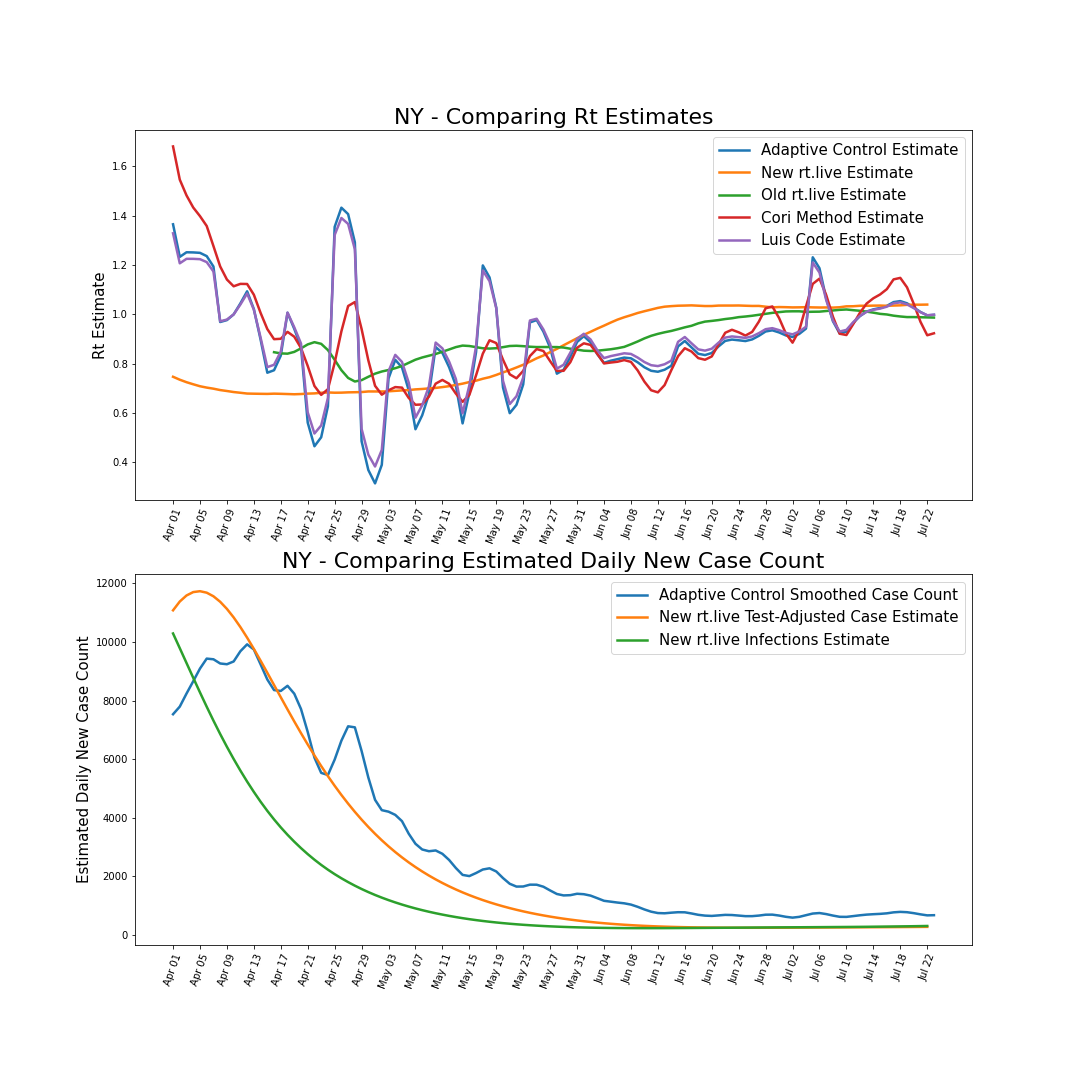 NY - Comparing Rt Estimates
Rt Estimate
1.6
1.4
1.2
1.0
0.8
0.6
0.4
Adaptive Control Estimate
New rt.live Estimate
Old rt.live Estimate
Cori Method Estimate
Luis Code Estimate
Apr 01 Apr 05 Apr 09 Apr 13 Apr 17 Apr 21 Apr 25 Apr 29 May 03 May 07 May 11 May 15 May 19 May 23 May 27 May 31 Jun 04 Jun 08 Jun 12 Jun 16 Jun 20 Jun 24 Jun 28 Jul 02 Jul 06 Jul 10 Jul 14 Jul 18 Jul 22
NY - Comparing Estimated Daily New Case Count
Estimated Daily New Case Count
12000
10000
8000
6000
4000
2000
0
Adaptive Control Smoothed Case Count
New rt.live Test-Adjusted Case Estimate
New rt.live Infections Estimate
Apr 01 Apr 05 Apr 09 Apr 13 Apr 17 Apr 21 Apr 25 Apr 29 May 03 May 07 May 11 May 15 May 19 May 23 May 27 May 31 Jun 04 Jun 08 Jun 12 Jun 16 Jun 20 Jun 24 Jun 28 Jul 02 Jul 06 Jul 10 Jul 14 Jul 18 Jul 22